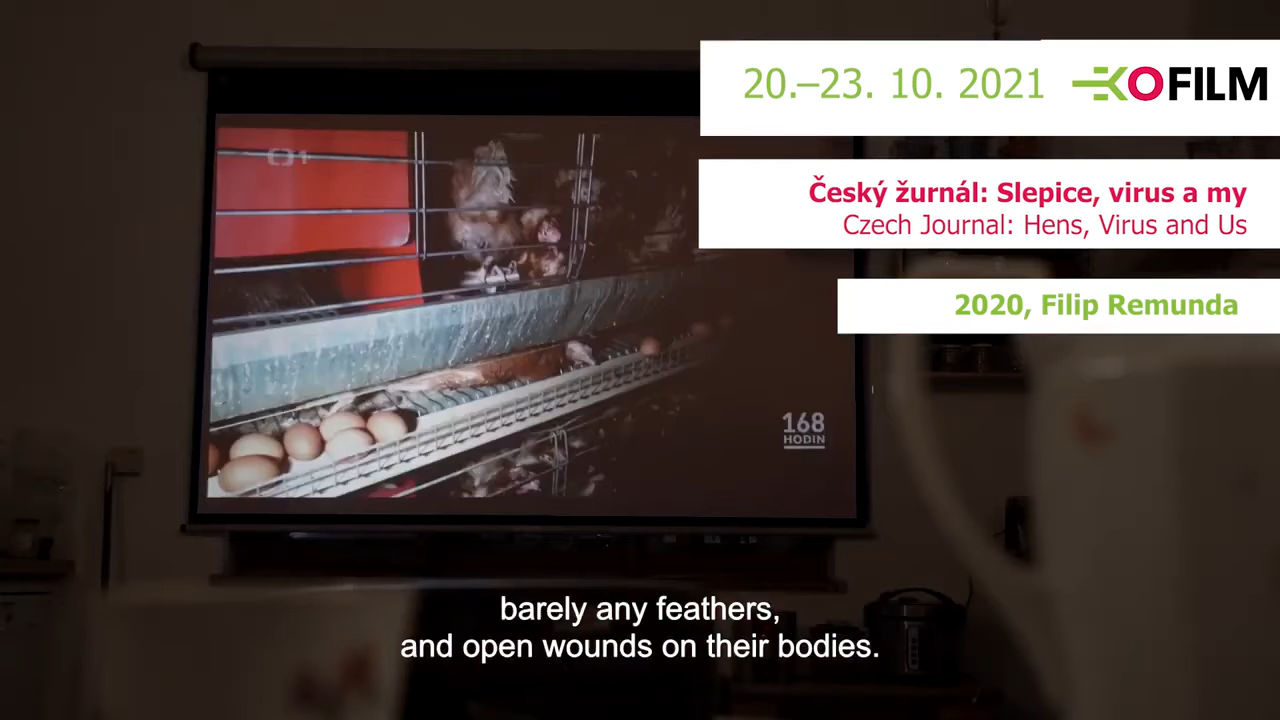 20.–23. 10. 2021
EKOFILM
Český žurnál: Slepice, virus a my
Czech Journal: Hens, Virus and Us
2020, Filip Remunda
1
168
HODIN
barely any feathers,
and open wounds on their bodies.